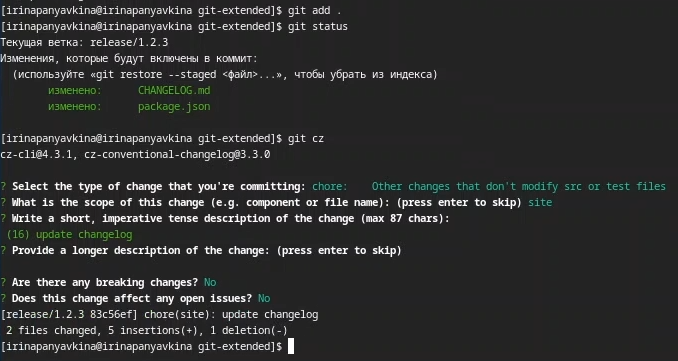 [irinapanyavkina@irinapanyavkina git-extended]$ git add .
[irinapanyavkina@irinapanyavkina git-extended]$ git status
Текущая ветка: release/1.2.3
Изменения, которые будут включены в коммит:
  (используйте «git restore --staged <файл>...», чтобы убрать из индекса)
        изменено:      CHANGELOG.md
        изменено:      package.json
[irinapanyavkina@irinapanyavkina git-extended]$ git cz
cz-cli@4.3.1, cz-conventional-changelog@3.3.0
? Select the type of change that you're committing: chore:    Other changes that don't modify src or test files
? What is the scope of this change (e.g. component or file name): (press enter to skip) site
? Write a short, imperative tense description of the change (max 87 chars):
 (16) update changelog
? Provide a longer description of the change: (press enter to skip)
? Are there any breaking changes? No
? Does this change affect any open issues? No
[release/1.2.3 83c56ef] chore(site): update changelog
 2 files changed, 5 insertions(+), 1 deletion(-)
[irinapanyavkina@irinapanyavkina git-extended]$